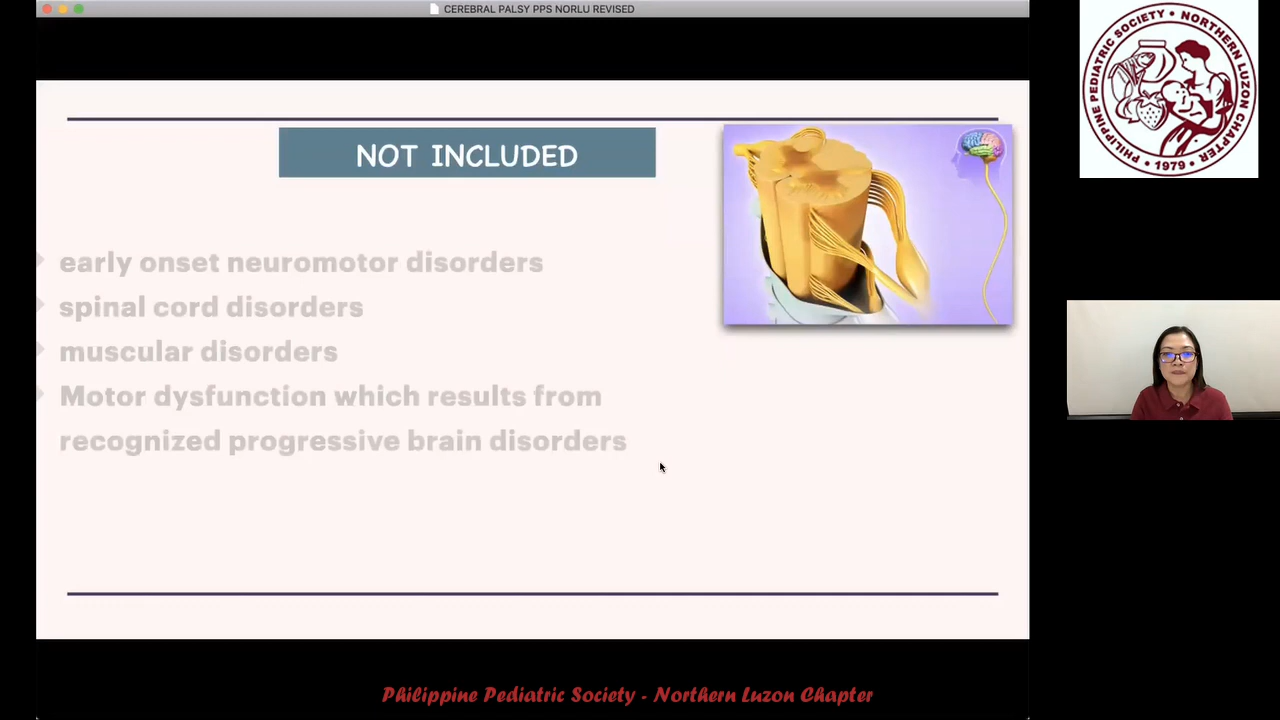 CEREBRAL PALSY PPS NORLU REVISED
PHILIPPINE PEDIATRIC SOCIETY • NORTHERN LUZON CHAPTER
• 1979 •
NOT INCLUDED
early onset neuromotor disorders
spinal cord disorders
muscular disorders
Motor dysfunction which results from
recognized progressive brain disorders
Philippine Pediatric Society - Northern Luzon Chapter